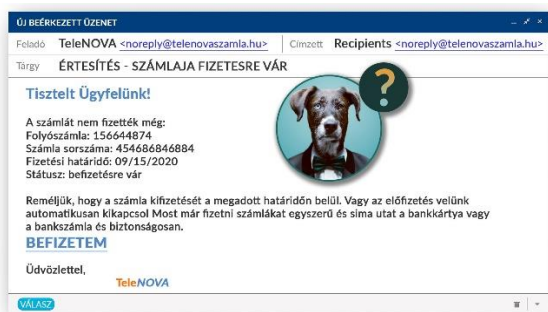 ÚJ BEÉRKEZETT ÜZENET
Feladó TeleNOVA <noreply@telenovaszamla.hu> Címzett Recipients <noreply@telenovaszamla.hu>
Tárgy ÉRTESÍTÉS - SZÁMLAJA FIZETESRE VÁR
Tisztelt Ügyfelünk!
?
A számlát nem fizették még:
Folyószámla: 156644874
Számla sorszáma: 454686846884
Fizetési határidő: 09/15/2020
Státusz: befizetésre vár
Reméljük, hogy a számla kifizetését a megadott határidőn belül. Vagy az előfizetés velünk
automatikusan kikapcsol Most már fizetni számlákat egyszerű és sima utat a bankkártya vagy
a bankszámla és biztonságosan.
BEFIZETEM
Üdvözlettel,
TeleNOVA
VÁLASZ